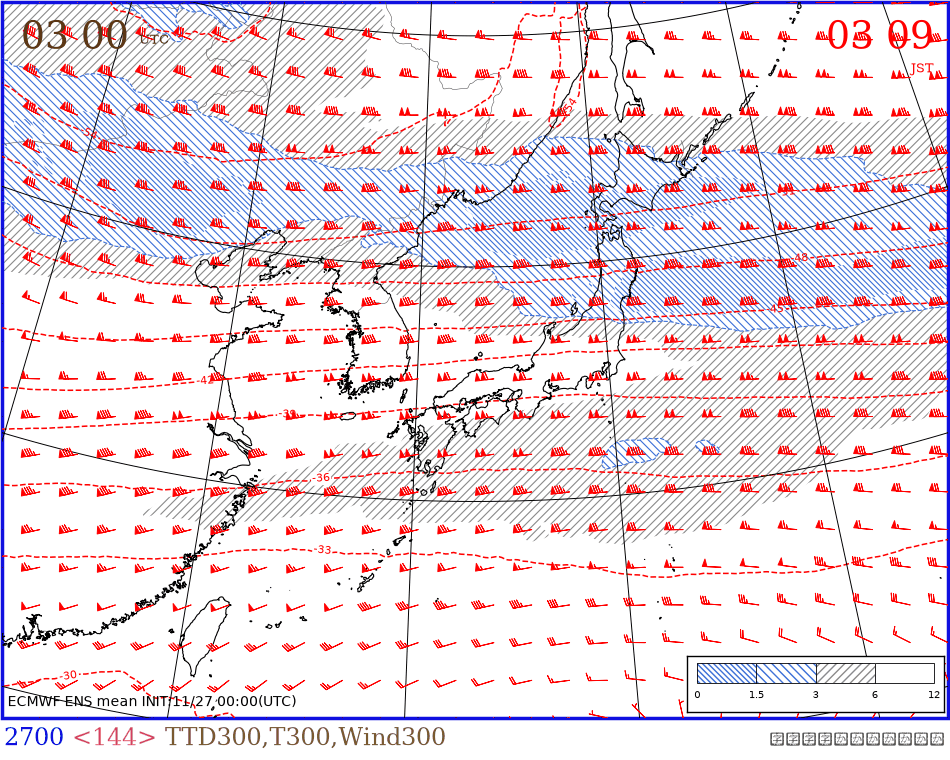 03 00 UTC
03 09
JST
-54
-51
-48
-45
-42
-39
-36
-33
-30
0 1.5 3 6 12
ECMWF ENS mean INIT:11/27 00:00(UTC)
2700 <144> TTD300,T300,Wind300